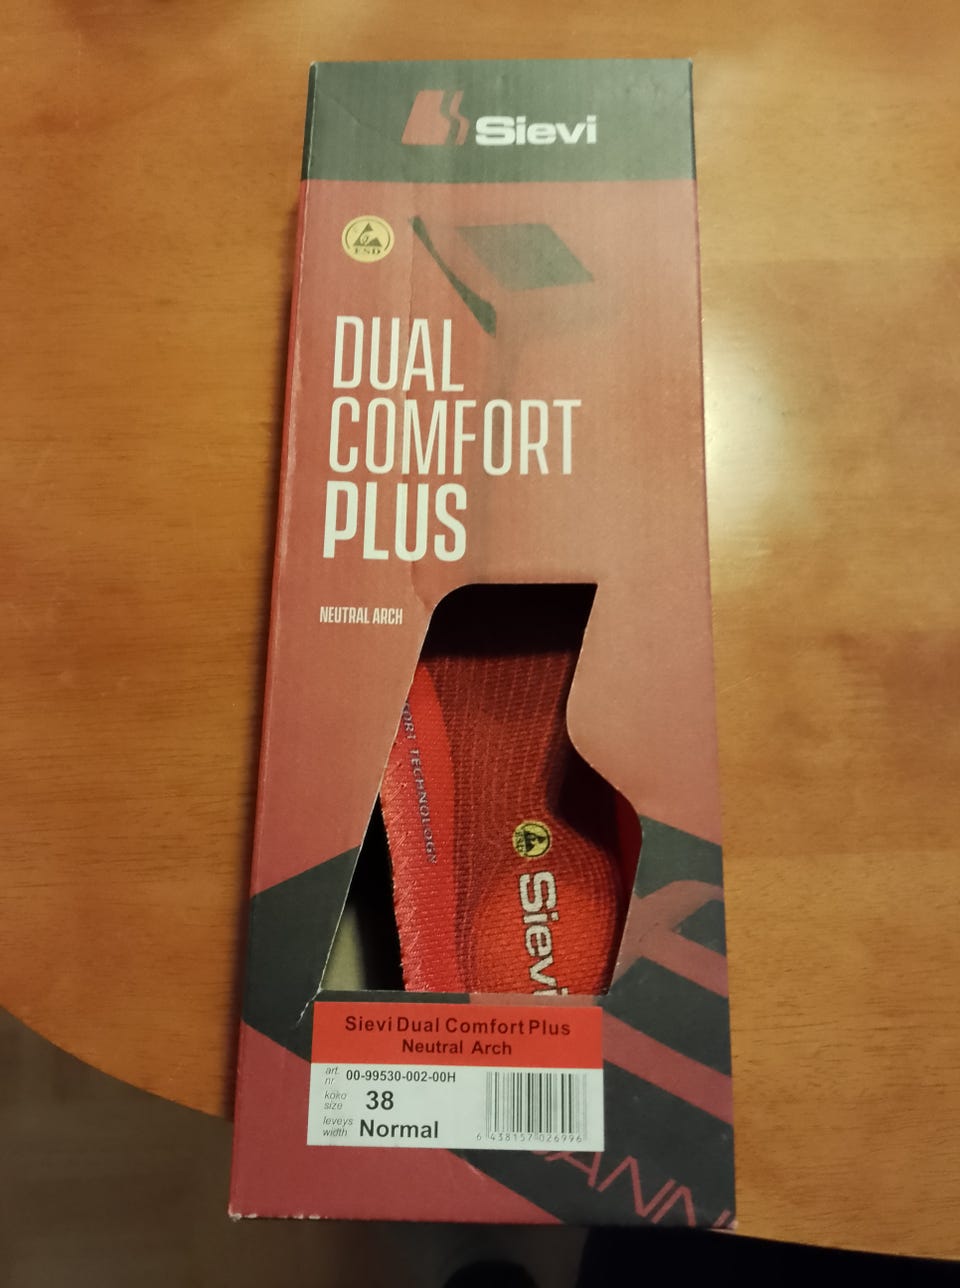 Sievi
ESD
DUAL
COMFORT
PLUS
NEUTRAL ARCH
TECHNOLOGY
Sievi
Sievi Dual Comfort Plus
Neutral Arch
art. nr. 00-99530-002-00H
koko size 38
leveys width Normal
6 438157 026996